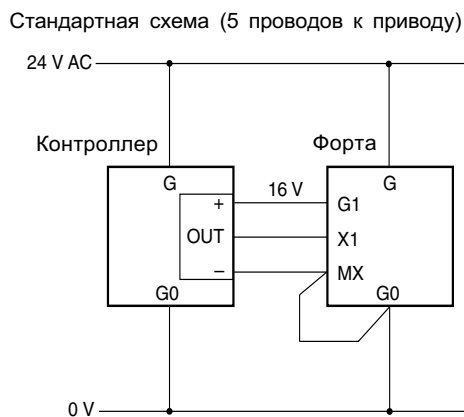 Стандартная схема (5 проводов к приводу)
24 V AC
Контроллер
Форта
G
G
+
16 V
G1
OUT
X1
–
MX
G0
G0
0 V